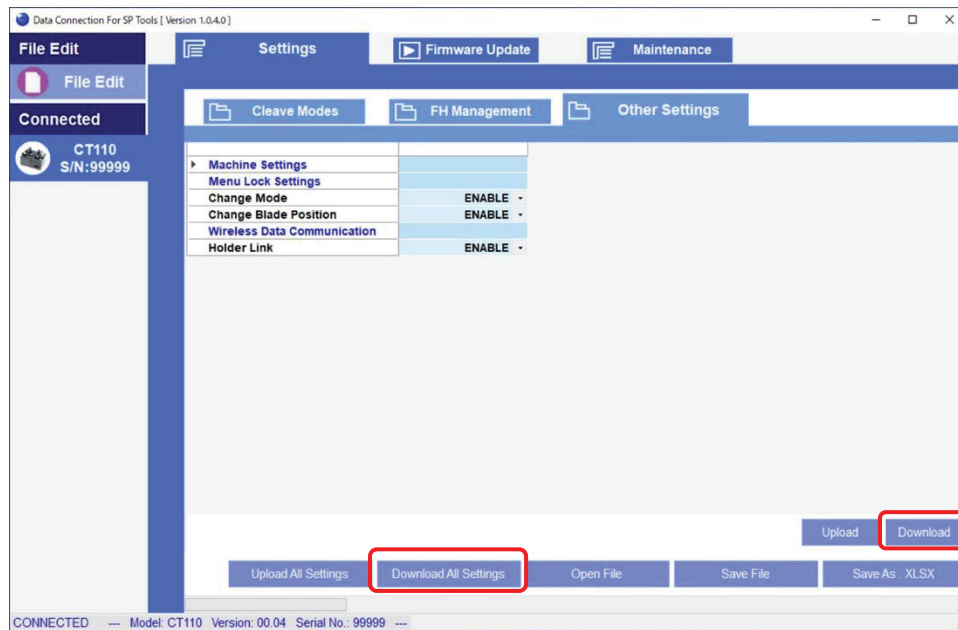 Data Connection For SP Tools [ Version 1.0.4.0 ]
File Edit
Settings
Firmware Update
Maintenance
File Edit
Connected
Cleave Modes
FH Management
Other Settings
CT110
S/N:99999
Machine Settings
Menu Lock Settings
Change Mode ENABLE
Change Blade Position ENABLE
Wireless Data Communication
Holder Link ENABLE
Upload Download
Upload All Settings Download All Settings Open File Save File Save As . XLSX
CONNECTED --- Model: CT110 Version: 00.04 Serial No.: 99999 ---